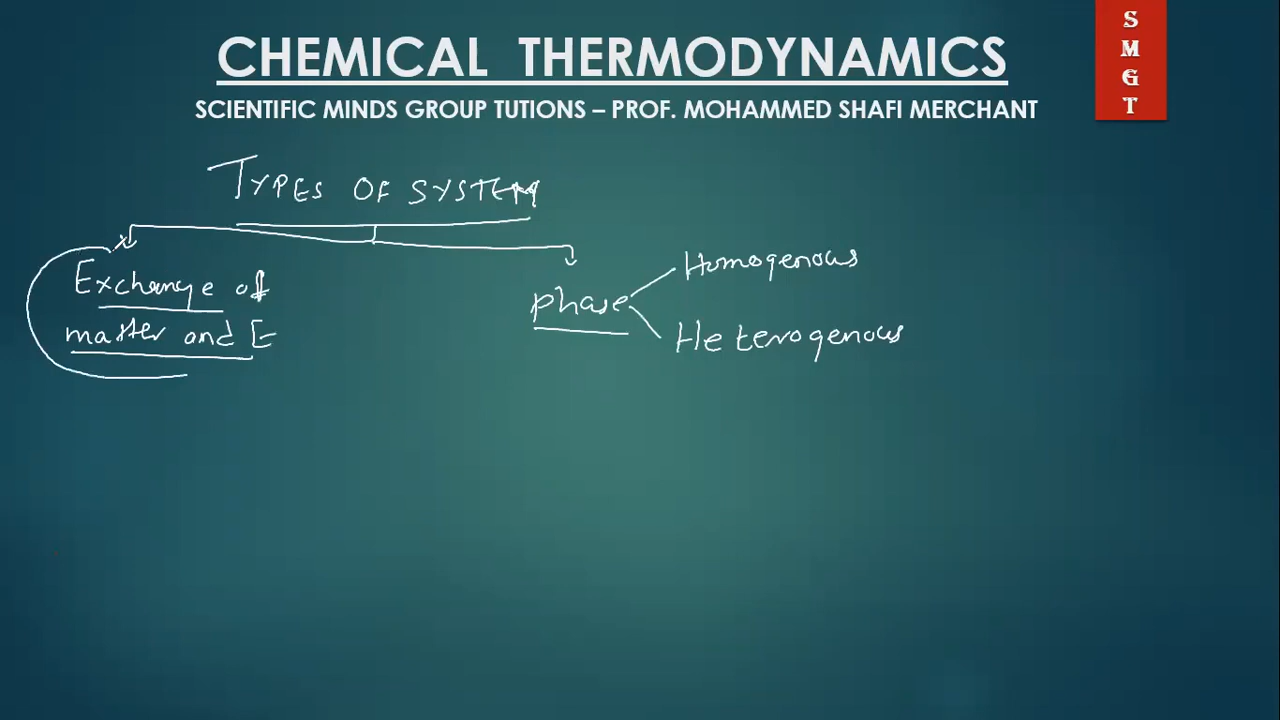 CHEMICAL THERMODYNAMICS
SCIENTIFIC MINDS GROUP TUTIONS – PROF. MOHAMMED SHAFI MERCHANT
S
M
G
T
TYPES OF SYSTEM
Exchange of
matter and E
phase
Homogenous
Heterogenous